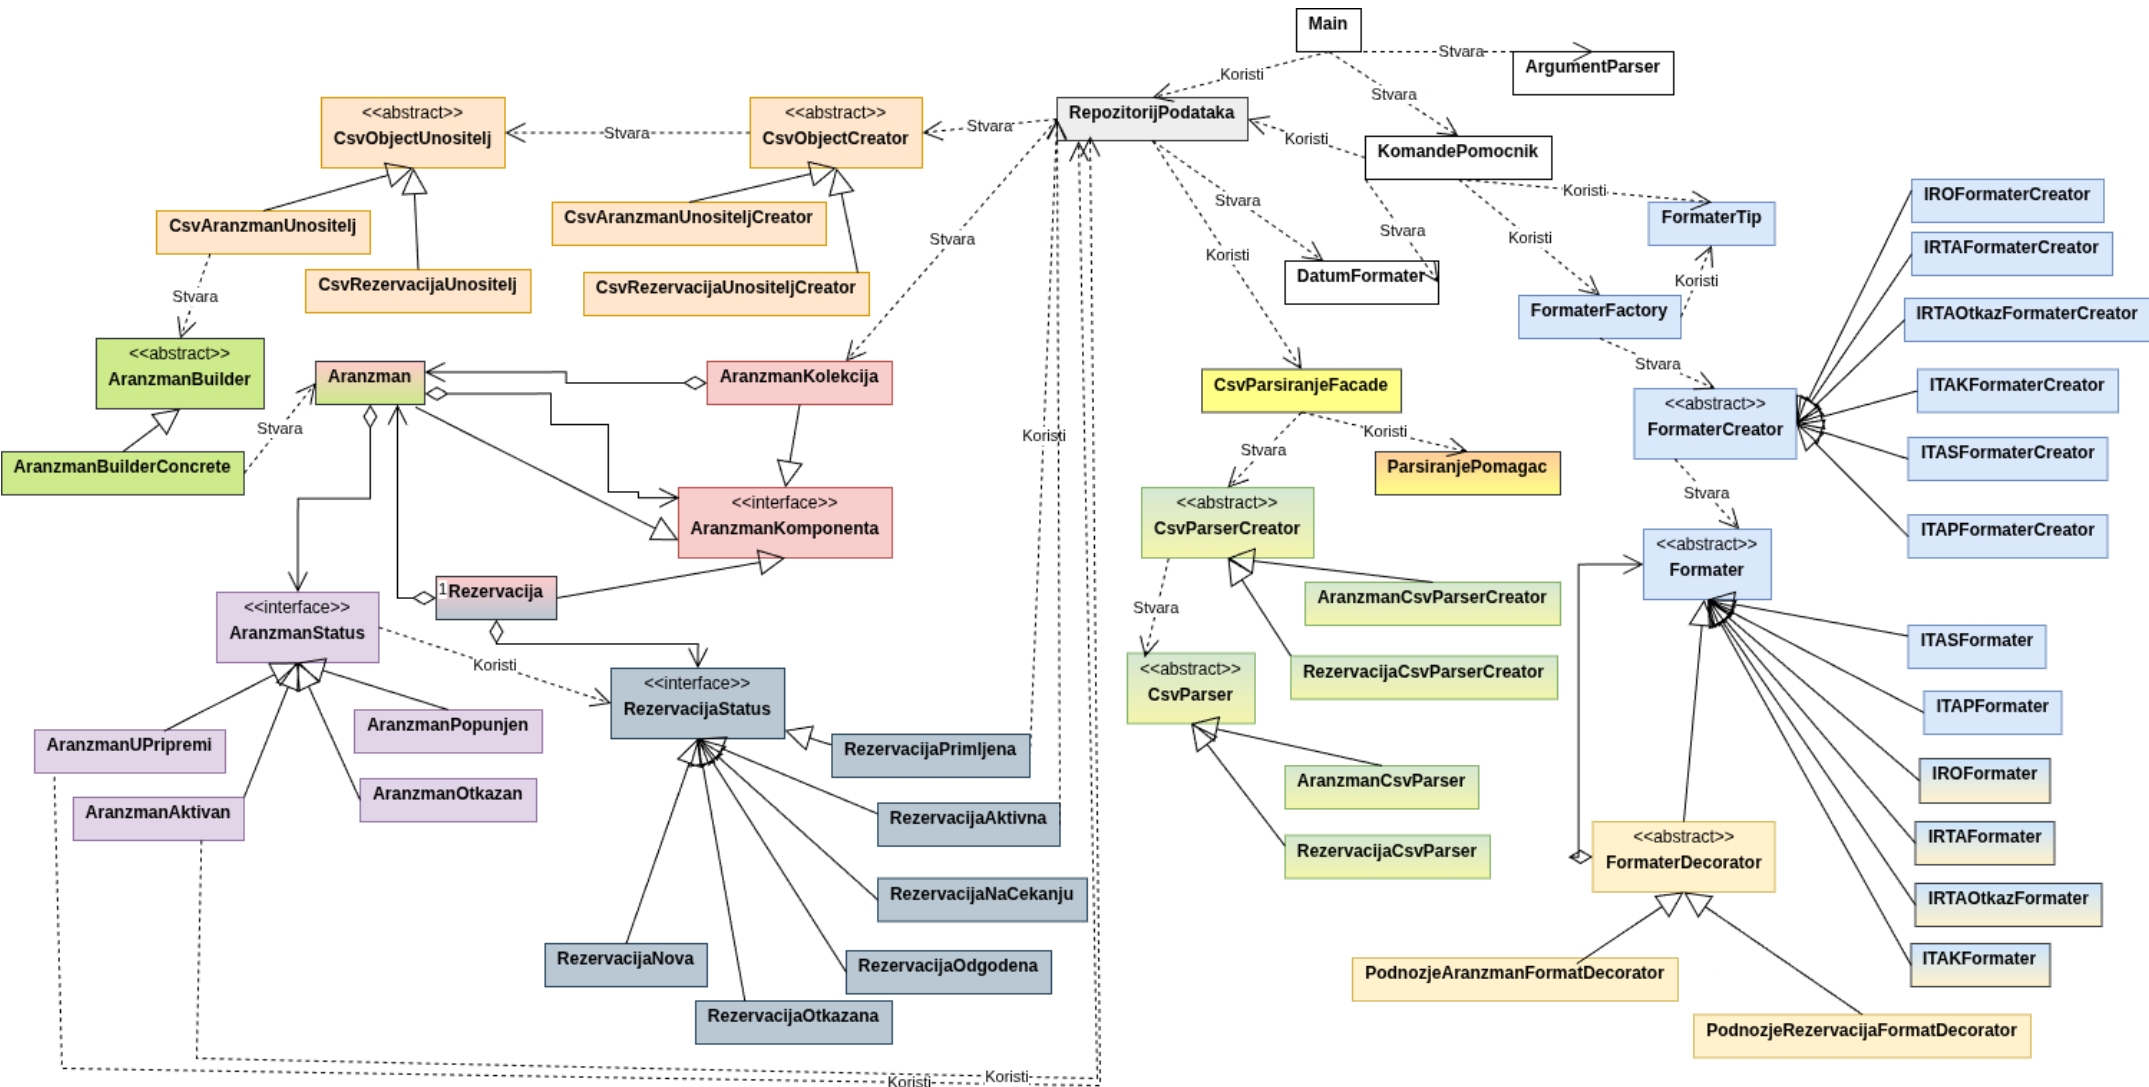 Main
Stvara
ArgumentParser
Koristi
Stvara
<<abstract>>
CsvObjectUnositelj
Stvara
<<abstract>>
CsvObjectCreator
Stvara
RepozitorijPodataka
Koristi
KomandePomocnik
Koristi
FormaterTip
IROFormaterCreator
CsvAranzmanUnositelj
CsvAranzmanUnositeljCreator
Stvara
Stvara
Koristi
Stvara
Koristi
IRTAFormaterCreator
CsvRezervacijaUnositelj
CsvRezervacijaUnositeljCreator
DatumFormater
Koristi
Stvara
FormaterFactory
IRTAOtkazFormaterCreator
<<abstract>>
AranzmanBuilder
Aranzman
AranzmanKolekcija
CsvParsiranjeFacade
Stvara
ITAKFormaterCreator
<<abstract>>
FormaterCreator
Stvara
Koristi
Koristi
Stvara
ITASFormaterCreator
AranzmanBuilderConcrete
ParsiranjePomagac
<<interface>>
AranzmanKomponenta
<<abstract>>
CsvParserCreator
Stvara
ITAPFormaterCreator
<<abstract>>
Formater
1
Rezervacija
AranzmanCsvParserCreator
<<interface>>
AranzmanStatus
Stvara
ITASFormater
Koristi
<<interface>>
RezervacijaStatus
<<abstract>>
CsvParser
RezervacijaCsvParserCreator
ITAPFormater
AranzmanPopunjen
AranzmanUPripremi
RezervacijaPrimljena
IROFormater
AranzmanOtkazan
AranzmanCsvParser
AranzmanAktivan
RezervacijaAktivna
IRTAFormater
RezervacijaCsvParser
<<abstract>>
FormaterDecorator
RezervacijaNaCekanju
IRTAOtkazFormater
RezervacijaNova
RezervacijaOdgodena
PodnozjeAranzmanFormatDecorator
ITAKFormater
RezervacijaOtkazana
PodnozjeRezervacijaFormatDecorator
Koristi
Koristi